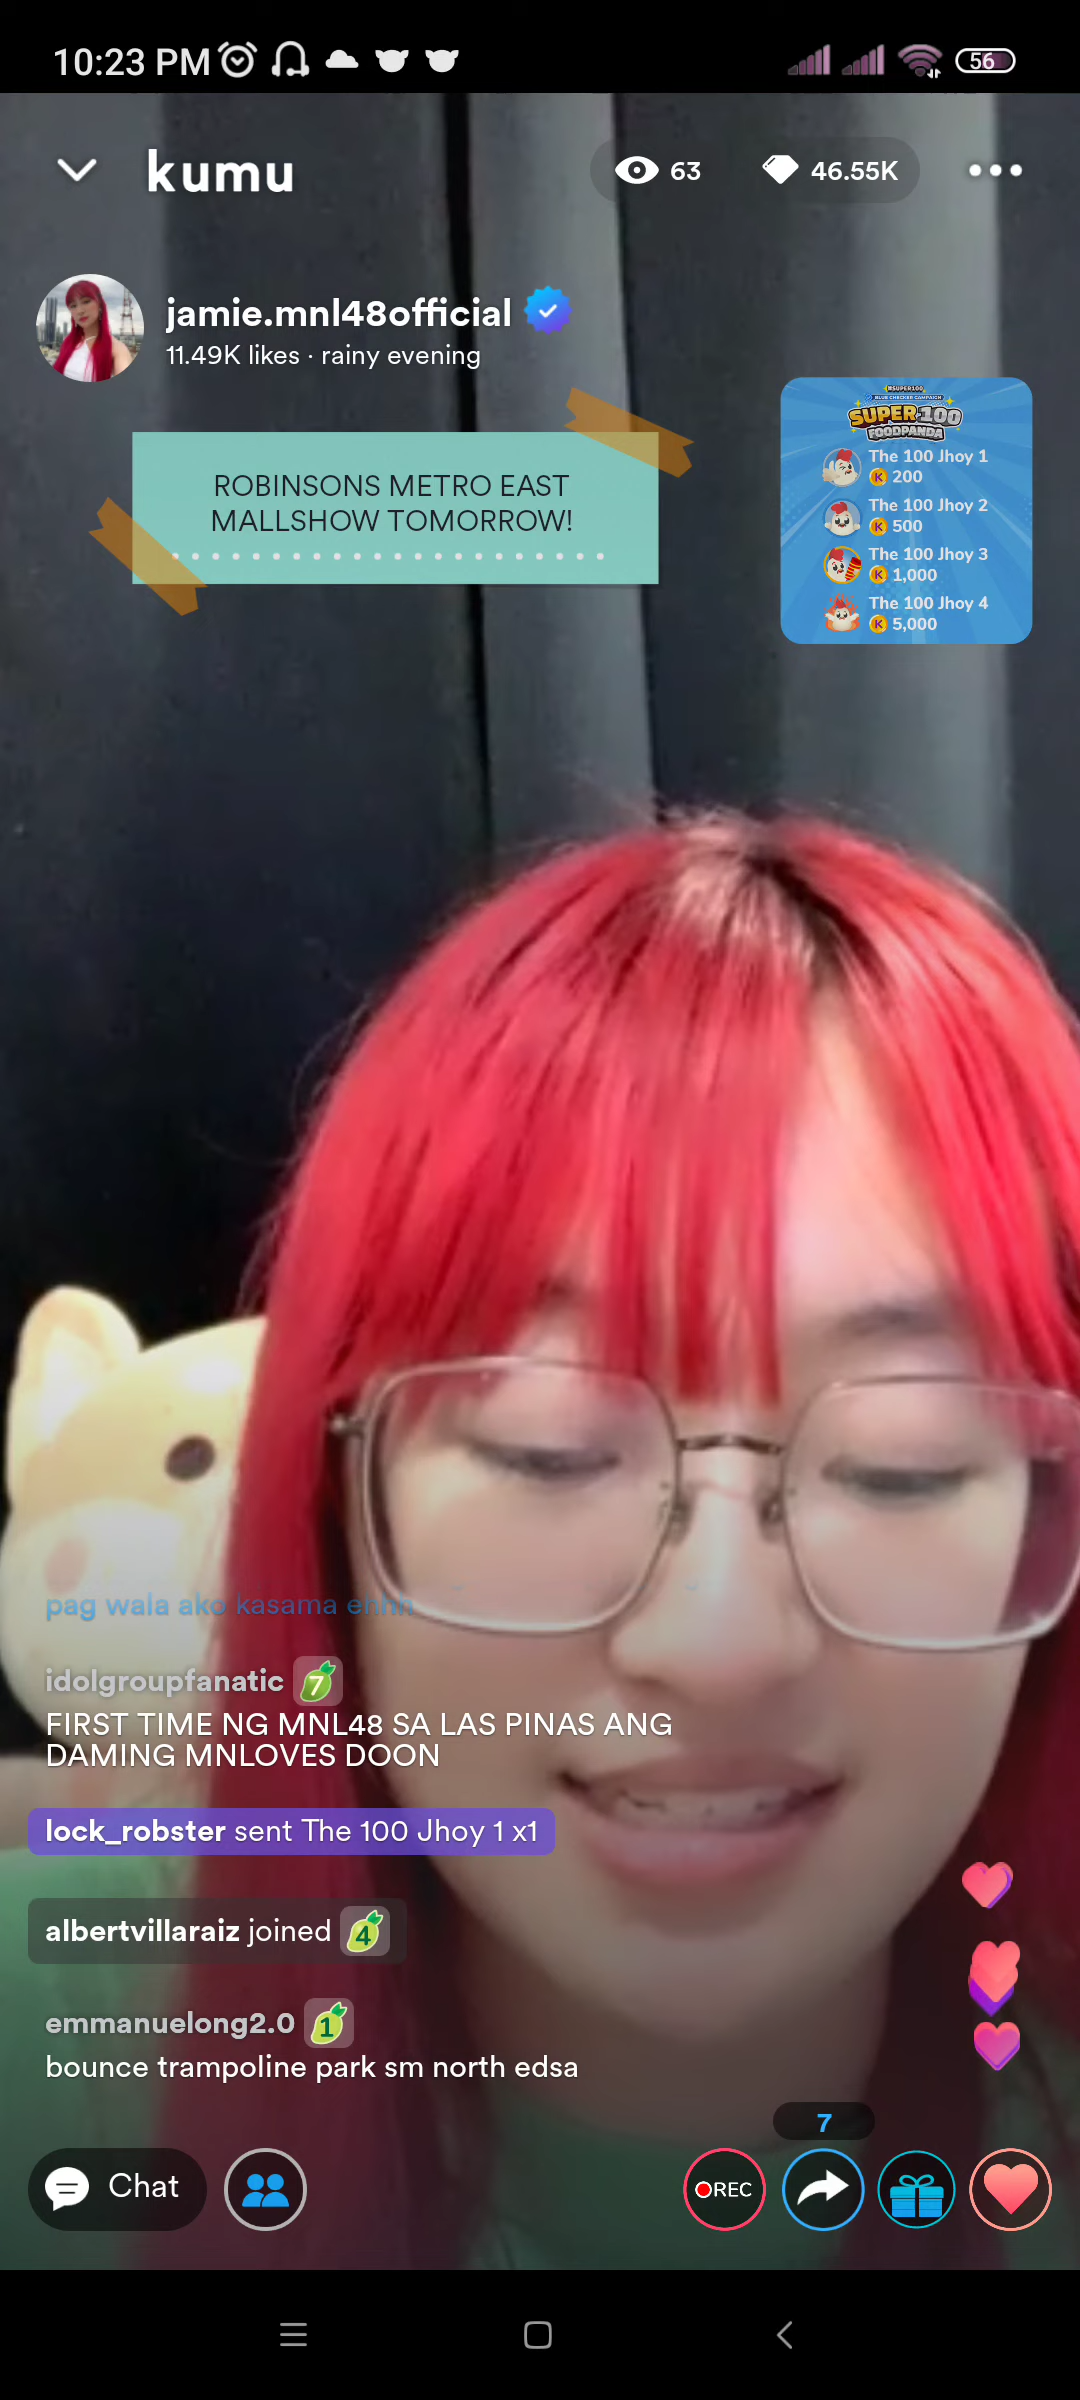 10:23 PM
56
kumu
63
46.55K
jamie.mnl48official
11.49K likes · rainy evening
ROBINSONS METRO EAST
MALLSHOW TOMORROW!
#SUPER100
BLUE CHECKER CAMPAIGN
SUPER 100
FOODPANDA
The 100 Jhoy 1
K 200
The 100 Jhoy 2
K 500
The 100 Jhoy 3
K 1,000
The 100 Jhoy 4
K 5,000
pag wala ako kasama ehhh
idolgroupfanatic 7
FIRST TIME NG MNL48 SA LAS PINAS ANG
DAMING MNLOVES DOON
lock_robster sent The 100 Jhoy 1 x1
albertvillaraiz joined 4
emmanuelong2.0 1
bounce trampoline park sm north edsa
7
Chat
REC